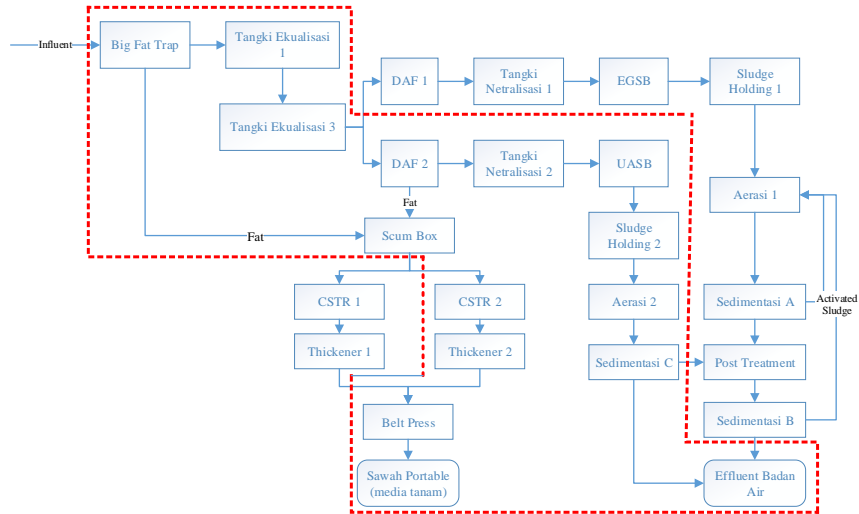 Influent
Big Fat Trap
Tangki Ekualisasi
1
Tangki Ekualisasi 3
DAF 1
Tangki
Netralisasi 1
EGSB
Sludge
Holding 1
DAF 2
Tangki
Netralisasi 2
UASB
Aerasi 1
Fat
Fat
Scum Box
Sludge
Holding 2
CSTR 1
CSTR 2
Aerasi 2
Sedimentasi A
Activated
Sludge
Thickener 1
Thickener 2
Sedimentasi C
Post Treatment
Belt Press
Sedimentasi B
Sawah Portable
(media tanam)
Effluent Badan
Air